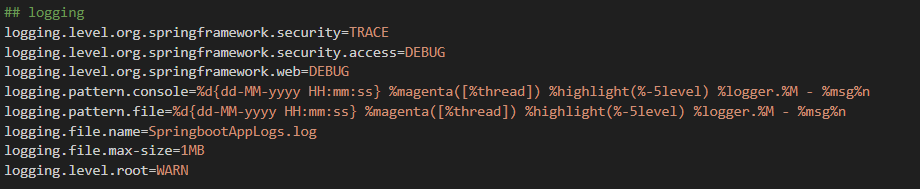 ## logging
logging.level.org.springframework.security=TRACE
logging.level.org.springframework.security.access=DEBUG
logging.level.org.springframework.web=DEBUG
logging.pattern.console=%d{dd-MM-yyyy HH:mm:ss} %magenta([%thread]) %highlight(%-5level) %logger.%M - %msg%n
logging.pattern.file=%d{dd-MM-yyyy HH:mm:ss} %magenta([%thread]) %highlight(%-5level) %logger.%M - %msg%n
logging.file.name=SpringbootAppLogs.log
logging.file.max-size=1MB
logging.level.root=WARN